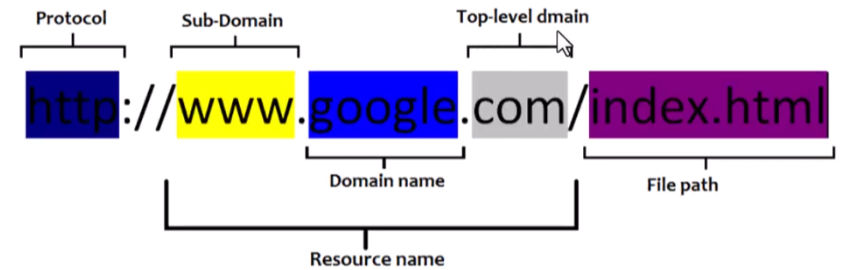 Protocol
Sub-Domain
Top-level dmain
http://www.google.com/index.html
Domain name
File path
Resource name